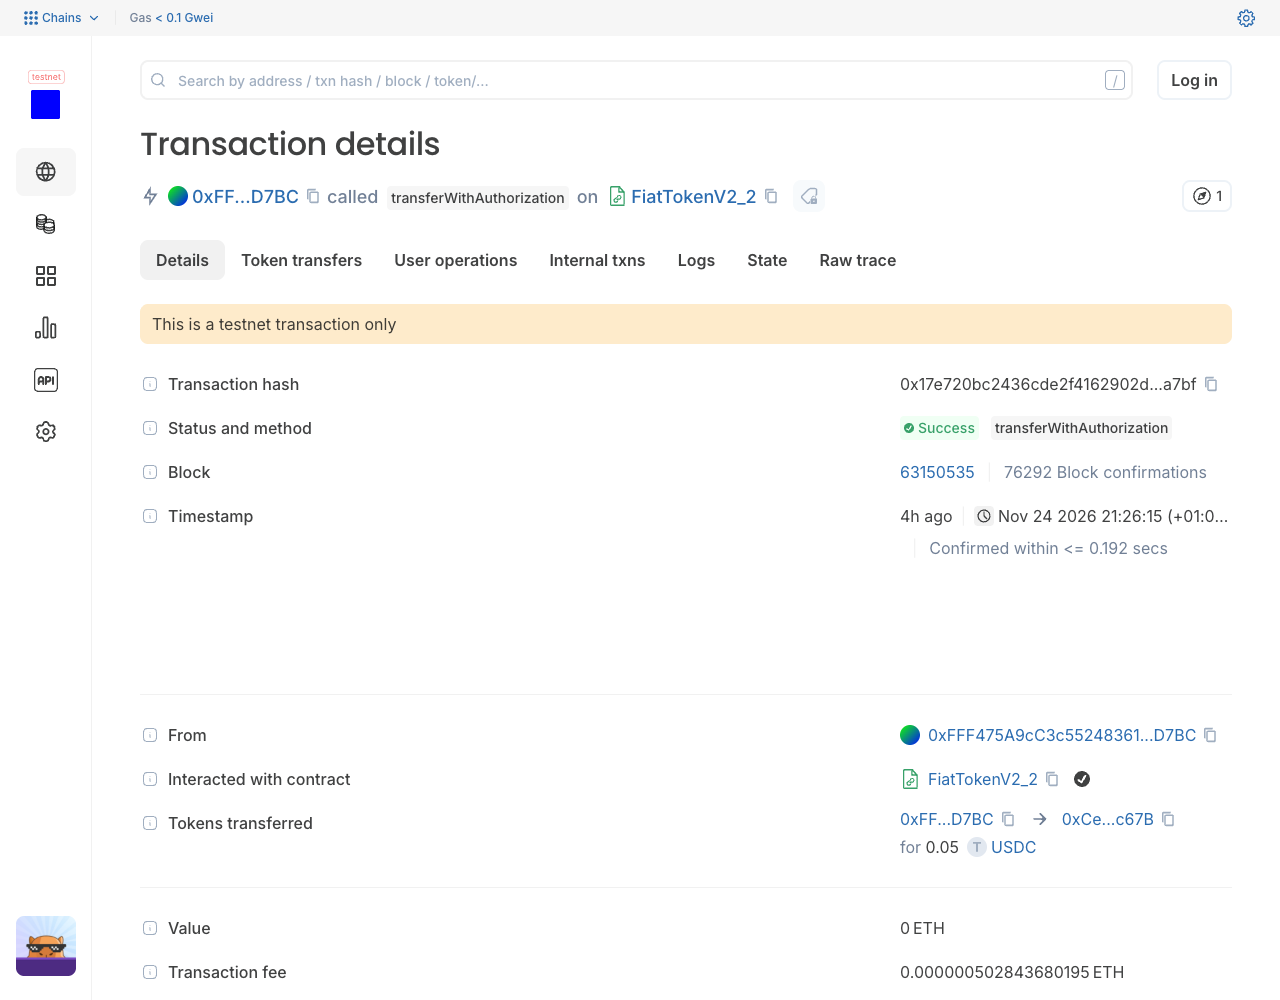 Chains
Gas < 0.1 Gwei
testnet
Search by address / txn hash / block / token/...
/
Log in
Transaction details
0xFF...D7BC called transferWithAuthorization on FiatTokenV2_2
1
Details Token transfers User operations Internal txns Logs State Raw trace
This is a testnet transaction only
Transaction hash 0x17e720bc2436cde2f4162902d...a7bf
Status and method Success transferWithAuthorization
Block 63150535 76292 Block confirmations
Timestamp 4h ago Nov 24 2026 21:26:15 (+01:0...
Confirmed within <= 0.192 secs
API
From 0xFFF475A9cC3c55248361...D7BC
Interacted with contract FiatTokenV2_2
Tokens transferred 0xFF...D7BC → 0xCe...c67B
for 0.05 T USDC
Value 0 ETH
Transaction fee 0.000000502843680195 ETH